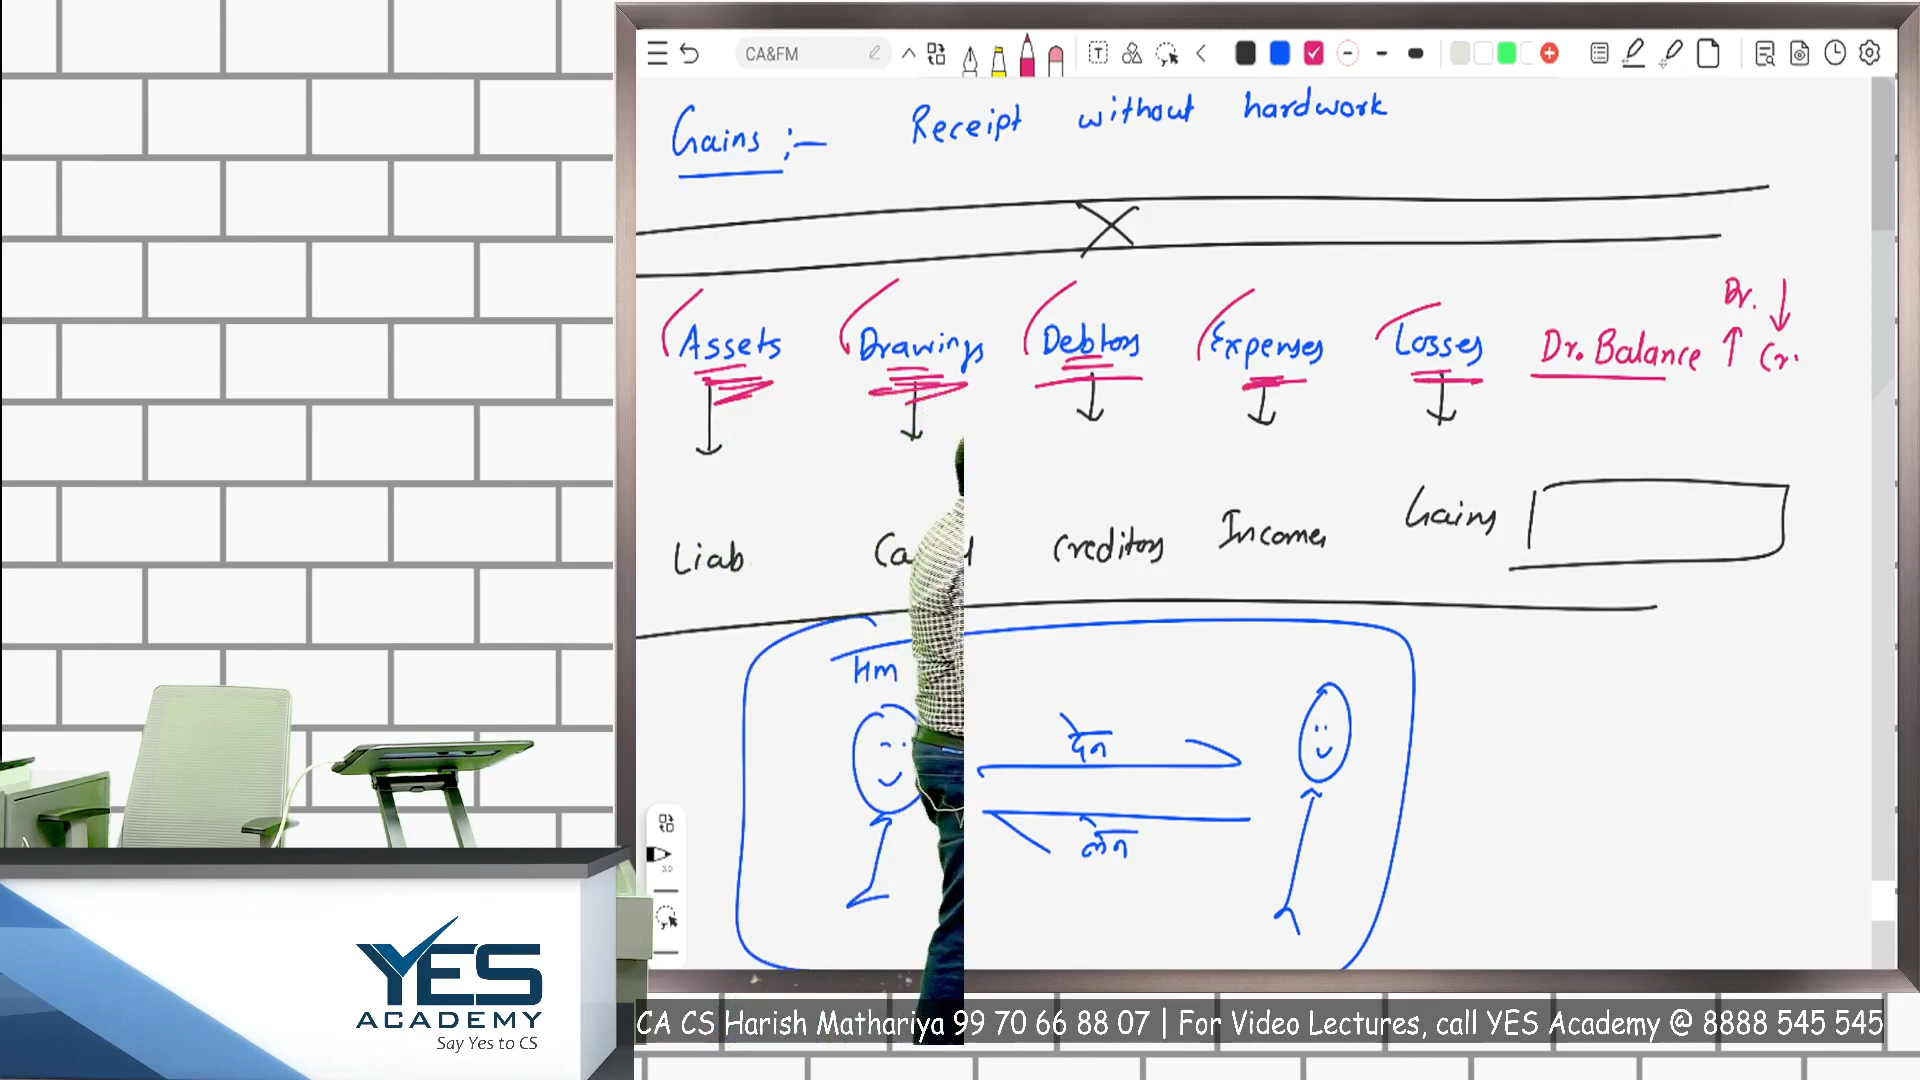 CA&FM
Gains :- Receipt without hardwork
Assets Drawings Debtors Expenses Losses Dr. Balance ↑ Dr. ↓ Cr.
Liab Creditors Incomes Gains
Hm
देन
लेन
YES
ACADEMY
Say Yes to CS
CA CS Harish Mathariya 99 70 66 88 07 | For Video Lectures, call YES Academy @ 8888 545 545